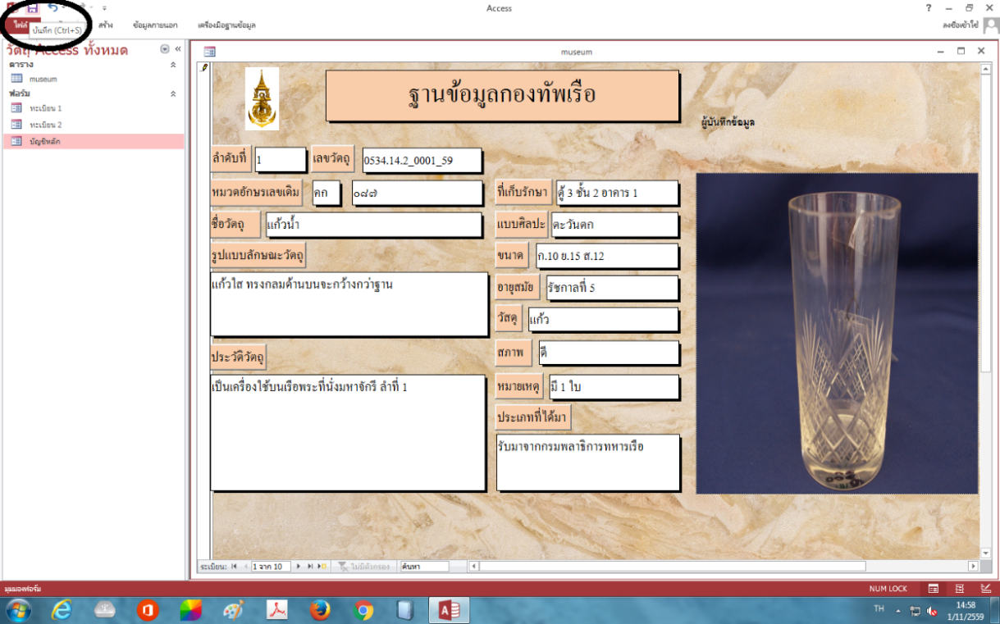 Access
ไฟล์
บันทึก (Ctrl+S)
สร้าง
ข้อมูลภายนอก
เครื่องมือฐานข้อมูล
ลงชื่อเข้าใช้
วัตถุ Access ทั้งหมด
ตาราง
museum
ฟอร์ม
ทะเบียน 1
ทะเบียน 2
บัญชีหลัก
museum
ฐานข้อมูลกองทัพเรือ
ผู้บันทึกข้อมูล
ลำดับที่ 1 เลขวัตถุ 0534.14.2_0001_59
หมวดอักษรเลขเดิม คก ๐๘๗
ที่เก็บรักษา ตู้ 3 ชั้น 2 อาคาร 1
ชื่อวัตถุ แก้วน้ำ
แบบศิลปะ ตะวันตก
รูปแบบลักษณะวัตถุ
ขนาด ก.10 ย.15 ส.12
แก้วใส ทรงกลมด้านบนจะกว้างกว่าฐาน
อายุสมัย รัชกาลที่ 5
วัสดุ แก้ว
ประวัติวัตถุ
สภาพ ดี
เป็นเครื่องใช้บนเรือพระที่นั่งมหาจักรี ลำที่ 1
หมายเหตุ มี 1 ใบ
ประเภทที่ได้มา
รับมาจากกรมพลาธิการทหารเรือ
ระเบียน: 1 จาก 10 ไม่มีตัวกรอง ค้นหา
มุมมองฟอร์ม
NUM LOCK
TH
14:58
1/11/2559